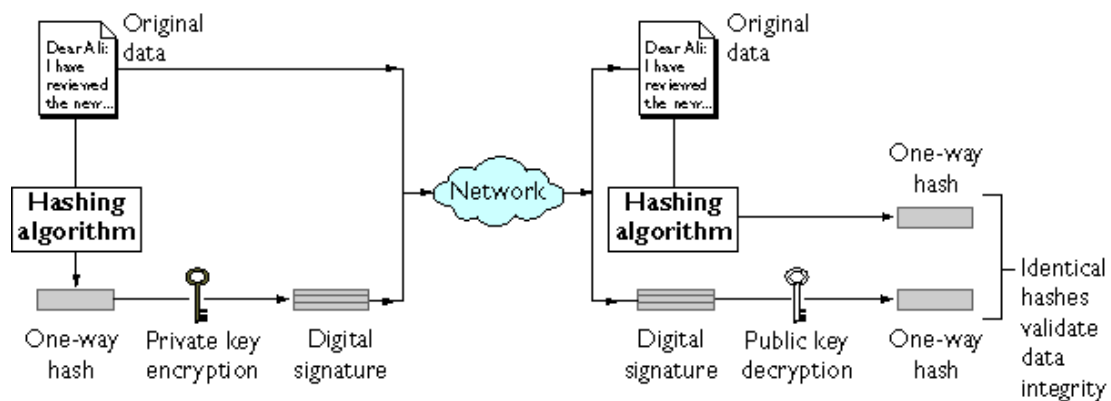 Original
data
Dear Ali:
I have
reviewed
the new...
Hashing
algorithm
One-way
hash
Private key
encryption
Digital
signature
Network
Original
data
Dear Ali:
I have
reviewed
the new...
Hashing
algorithm
One-way
hash
Digital
signature
Public key
decryption
One-way
hash
Identical
hashes
validate
data
integrity